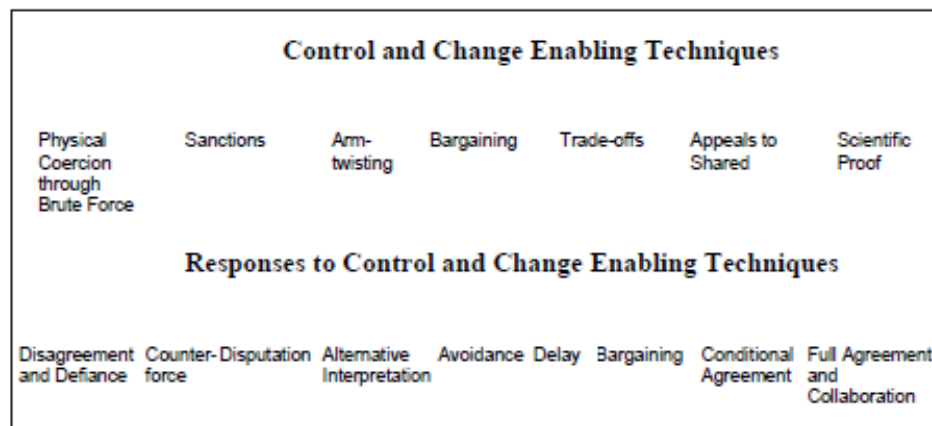 Control and Change Enabling Techniques
Physical Sanctions Arm- Bargaining Trade-offs Appeals to Scientific
Coercion twisting Shared Proof
through
Brute Force
Responses to Control and Change Enabling Techniques
Disagreement Counter- Disputation Alternative Avoidance Delay Bargaining Conditional Full Agreement
and Defiance force Interpretation Agreement and
Collaboration